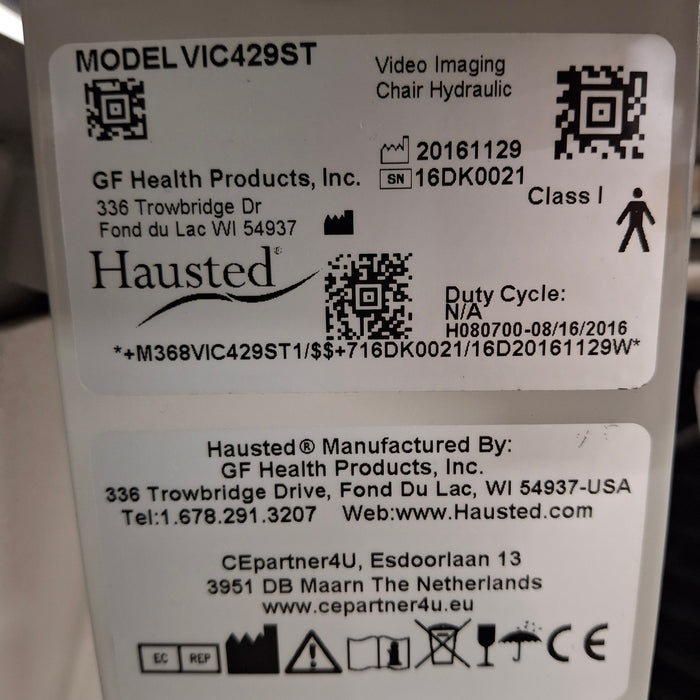 MODEL VIC429ST
Video Imaging
Chair Hydraulic
20161129
SN 16DK0021
GF Health Products, Inc.
336 Trowbridge Dr
Fond du Lac WI 54937
Class I
Hausted®
Duty Cycle:
N/A
H080700-08/16/2016
*+M368VIC429ST1/$$+716DK0021/16D20161129W*
Hausted® Manufactured By:
GF Health Products, Inc.
336 Trowbridge Drive, Fond Du Lac, WI 54937-USA
Tel:1.678.291.3207 Web:www.Hausted.com
CEpartner4U, Esdoorlaan 13
3951 DB Maarn The Netherlands
www.cepartner4u.eu
EC REP CE